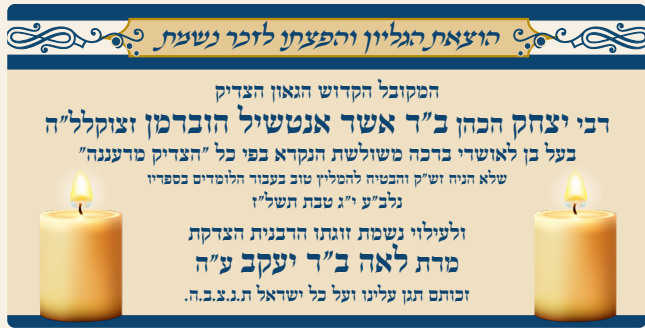 הוצאת הגליון והפצתו לזכר נשמת
המקובל הקדוש הגאון הצדיק
רבי יצחק הכהן ב"ר אשר אנטשיל הוברמן זצוקלל"ה
בעל בן לאושרי ברכה משולשת הנקרא בפי כל "הצדיק מרעננה"
שלא הניח זש"ק והבטיח להמליץ טוב בעבור הלומדים בספריו
נלב"ע י"ג טבת תשל"ז
ולעילוי נשמת זוגתו הרבנית הצדקת
מרת לאה ב"ר יעקב ע"ה
זכותם תגן עלינו ועל כל ישראל ת.נ.צ.ב.ה.